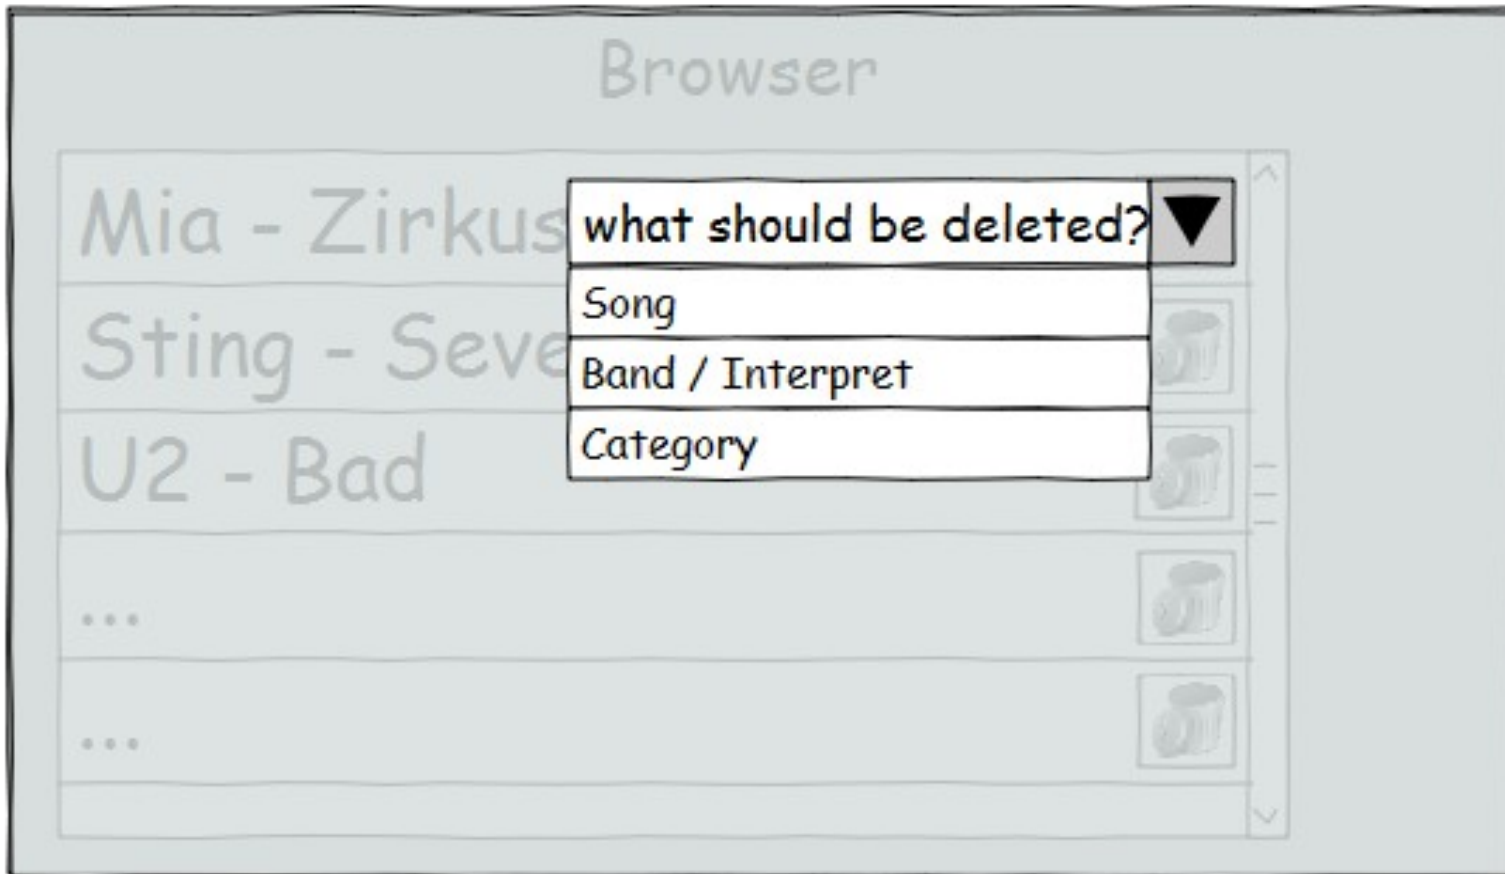 Browser
Mia - Zirkus
what should be deleted?
Song
Sting - Seve
Band / Interpret
Category
U2 - Bad
...
...